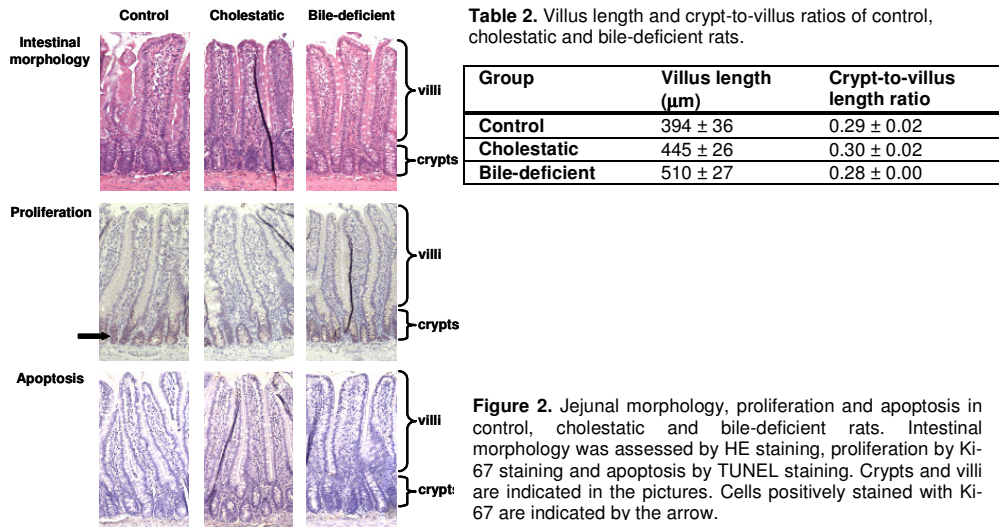 Control Cholestatic Bile-deficient
Intestinal
morphology
villi
crypts
Proliferation
villi
crypts
Apoptosis
villi
crypts
Table 2. Villus length and crypt-to-villus ratios of control,
cholestatic and bile-deficient rats.
Group Villus length Crypt-to-villus
(µm) length ratio
Control 394 ± 36 0.29 ± 0.02
Cholestatic 445 ± 26 0.30 ± 0.02
Bile-deficient 510 ± 27 0.28 ± 0.00
Figure 2. Jejunal morphology, proliferation and apoptosis in
control, cholestatic and bile-deficient rats. Intestinal
morphology was assessed by HE staining, proliferation by Ki-
67 staining and apoptosis by TUNEL staining. Crypts and villi
are indicated in the pictures. Cells positively stained with Ki-
67 are indicated by the arrow.